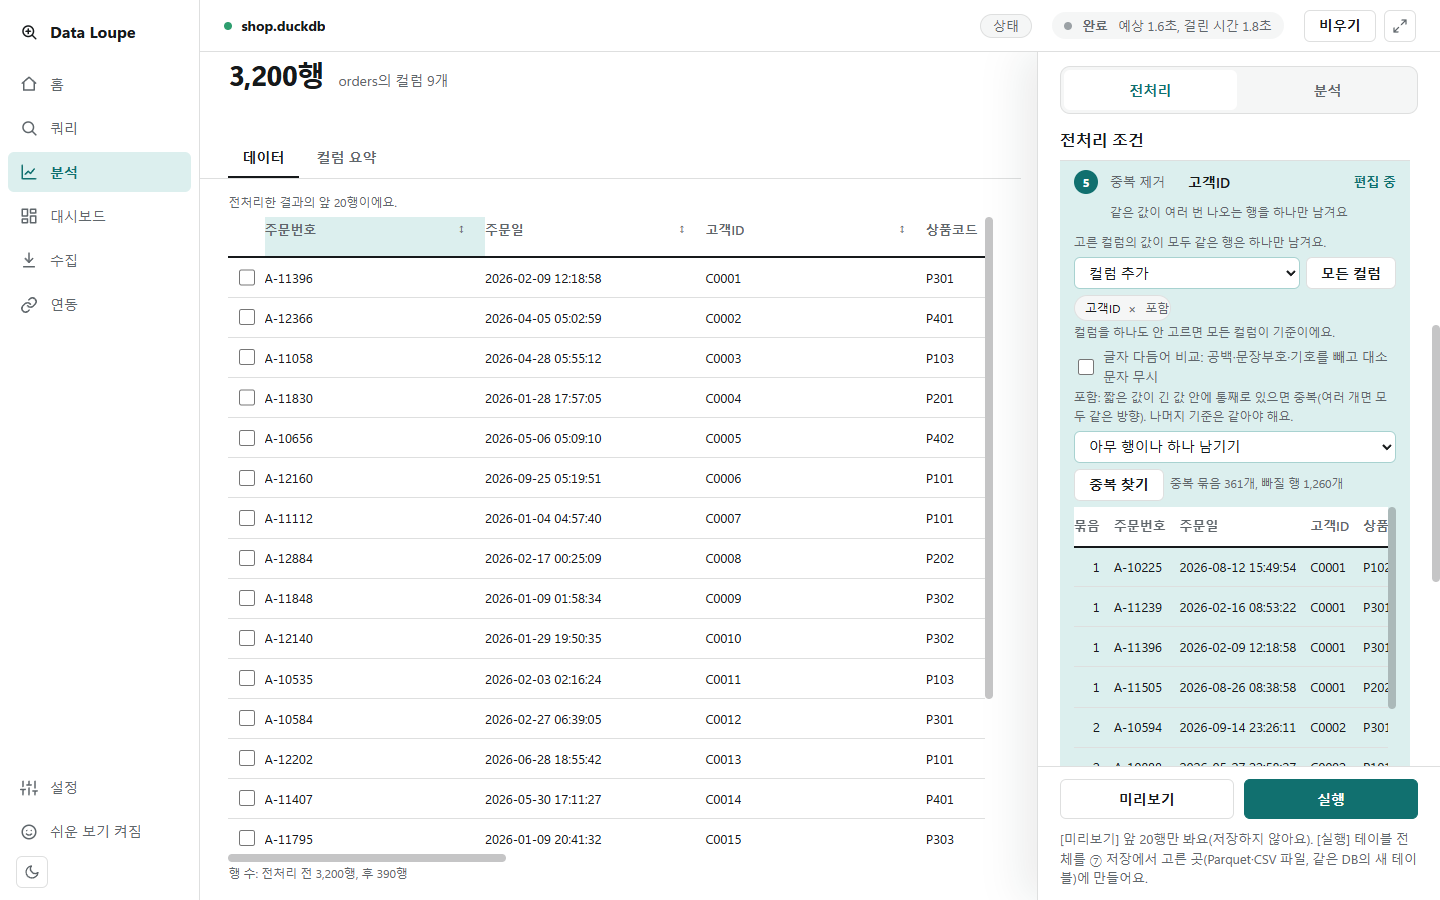 Data Loupe
홈
쿼리
분석
대시보드
수집
연동
설정
쉬운 보기 켜짐
shop.duckdb
상태
완료 예상 1.6초, 걸린 시간 1.8초
비우기
3,200행 orders의 컬럼 9개
데이터 컬럼 요약
전처리한 결과의 앞 20행이에요.
주문번호 ↕ 주문일 ↕ 고객ID ↕ 상품코드
A-11396 2026-02-09 12:18:58 C0001 P301
A-12366 2026-04-05 05:02:59 C0002 P401
A-11058 2026-04-28 05:55:12 C0003 P103
A-11830 2026-01-28 17:57:05 C0004 P201
A-10656 2026-05-06 05:09:10 C0005 P402
A-12160 2026-09-25 05:19:51 C0006 P101
A-11112 2026-01-04 04:57:40 C0007 P101
A-12884 2026-02-17 00:25:09 C0008 P202
A-11848 2026-01-09 01:58:34 C0009 P302
A-12140 2026-01-29 19:50:35 C0010 P302
A-10535 2026-02-03 02:16:24 C0011 P103
A-10584 2026-02-27 06:39:05 C0012 P301
A-12202 2026-06-28 18:55:42 C0013 P101
A-11407 2026-05-30 17:11:27 C0014 P401
A-11795 2026-01-09 20:41:32 C0015 P303
행 수: 전처리 전 3,200행, 후 390행
전처리 분석
전처리 조건
5 중복 제거 고객ID 편집 중
같은 값이 여러 번 나오는 행을 하나만 남겨요
고른 컬럼의 값이 모두 같은 행은 하나만 남겨요.
컬럼 추가 모든 컬럼
고객ID × 포함
컬럼을 하나도 안 고르면 모든 컬럼이 기준이에요.
글자 다듬어 비교: 공백·문장부호·기호를 빼고 대소
문자 무시
포함: 짧은 값이 긴 값 안에 통째로 있으면 중복(여러 개면 모
두 같은 방향). 나머지 기준은 같아야 해요.
아무 행이나 하나 남기기
중복 찾기 중복 묶음 361개, 빠질 행 1,260개
묶음 주문번호 주문일 고객ID 상품
1 A-10225 2026-08-12 15:49:54 C0001 P102
1 A-11239 2026-02-16 08:53:22 C0001 P301
1 A-11396 2026-02-09 12:18:58 C0001 P301
1 A-11505 2026-08-26 08:38:58 C0001 P202
2 A-10594 2026-09-14 23:26:11 C0002 P301
미리보기 실행
[미리보기] 앞 20행만 봐요(저장하지 않아요). [실행] 테이블 전
체를 ⑦ 저장에서 고른 곳(Parquet·CSV 파일, 같은 DB의 새 테이
블)에 만들어요.